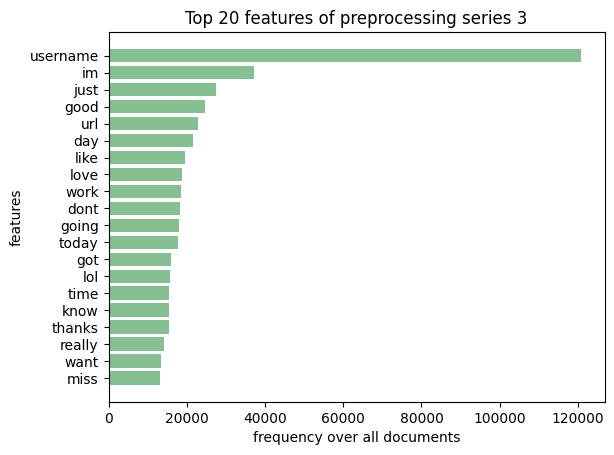 Top 20 features of preprocessing series 3
features
username
im
just
good
url
day
like
love
work
dont
going
today
got
lol
time
know
thanks
really
want
miss
0 20000 40000 60000 80000 100000 120000
frequency over all documents